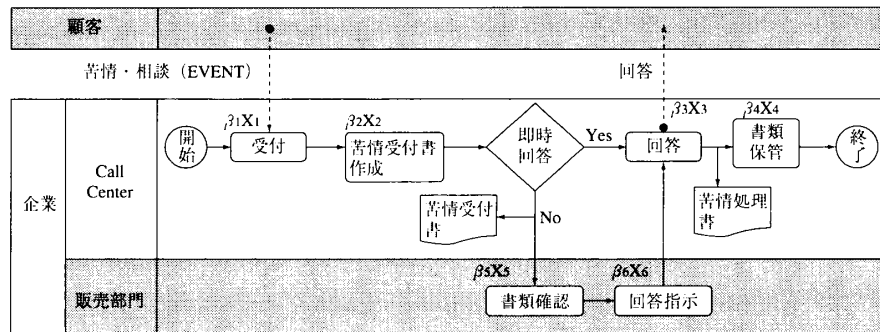 顧客
苦情・相談（EVENT）
回答
企業
Call
Center
開
始
β1X1
受付
β2X2
苦情受付書
作成
即時
回答
Yes
No
β3X3
回答
β4X4
書類
保管
終
了
苦情受付
書
苦情処理
書
販売部門
β5X5
書類確認
β6X6
回答指示